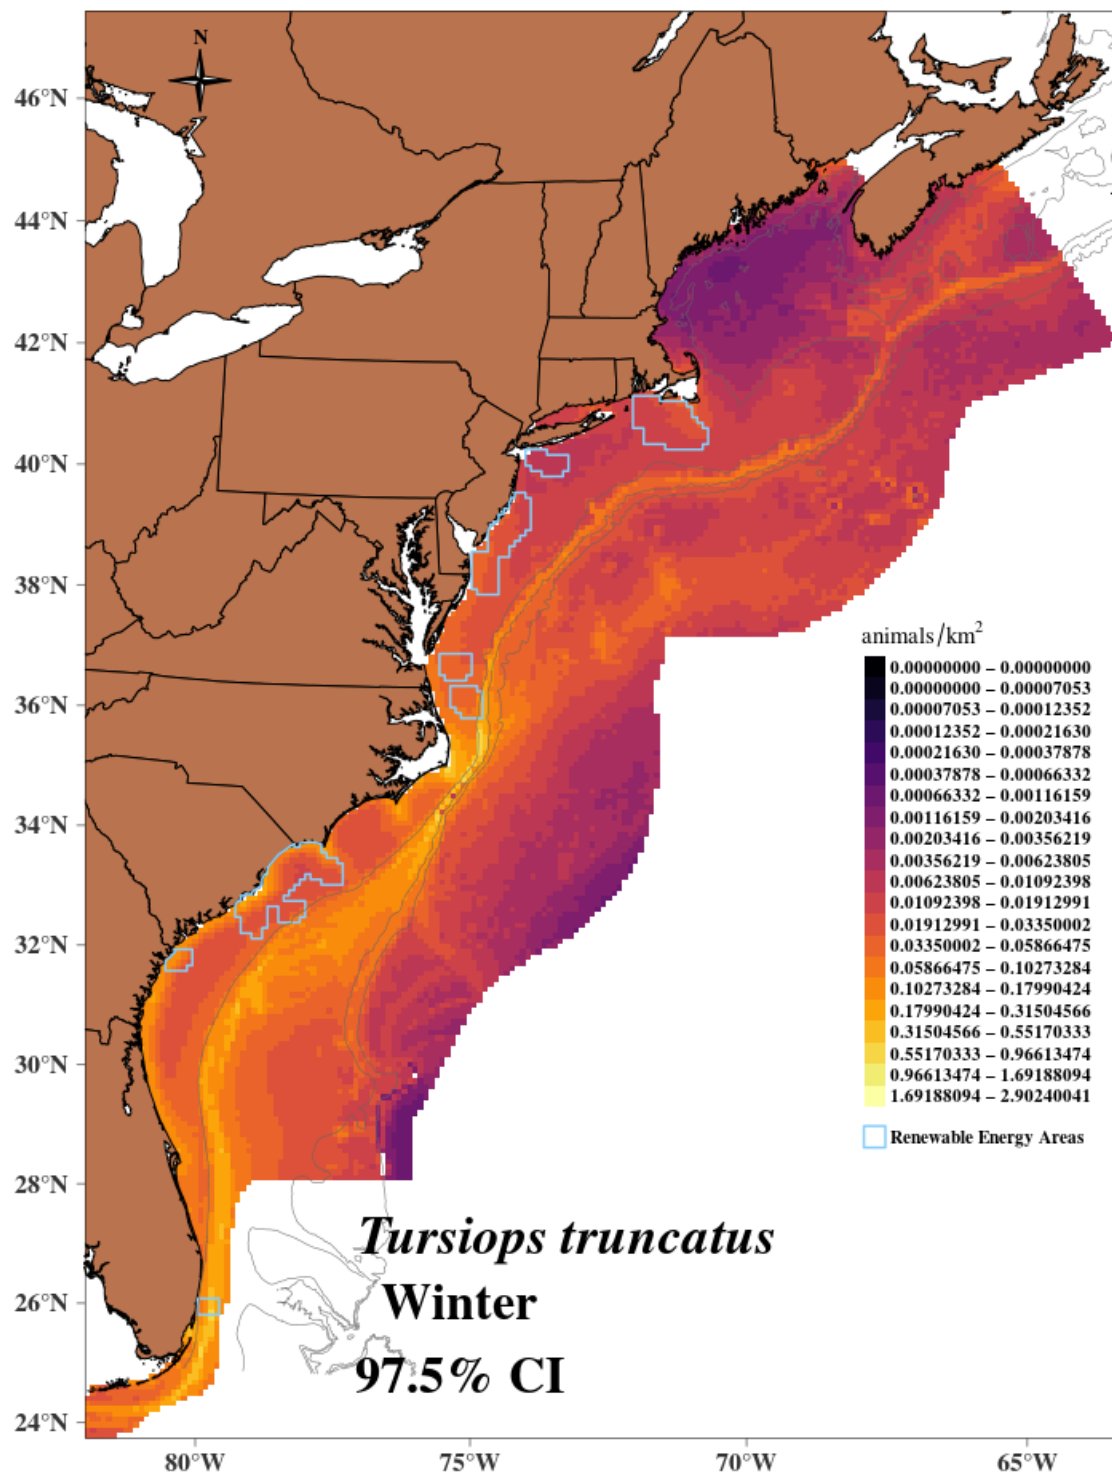 N
46°N
44°N
42°N
40°N
38°N
36°N
34°N
32°N
30°N
28°N
26°N
24°N
80°W
75°W
70°W
65°W
animals/km²
0.00000000 – 0.00000000
0.00000000 – 0.00007053
0.00007053 – 0.00012352
0.00012352 – 0.00021630
0.00021630 – 0.00037878
0.00037878 – 0.00066332
0.00066332 – 0.00116159
0.00116159 – 0.00203416
0.00203416 – 0.00356219
0.00356219 – 0.00623805
0.00623805 – 0.01092398
0.01092398 – 0.01912991
0.01912991 – 0.03350002
0.03350002 – 0.05866475
0.05866475 – 0.10273284
0.10273284 – 0.17990424
0.17990424 – 0.31504566
0.31504566 – 0.55170333
0.55170333 – 0.96613474
0.96613474 – 1.69188094
1.69188094 – 2.90240041
Renewable Energy Areas
Tursiops truncatus
Winter
97.5% CI